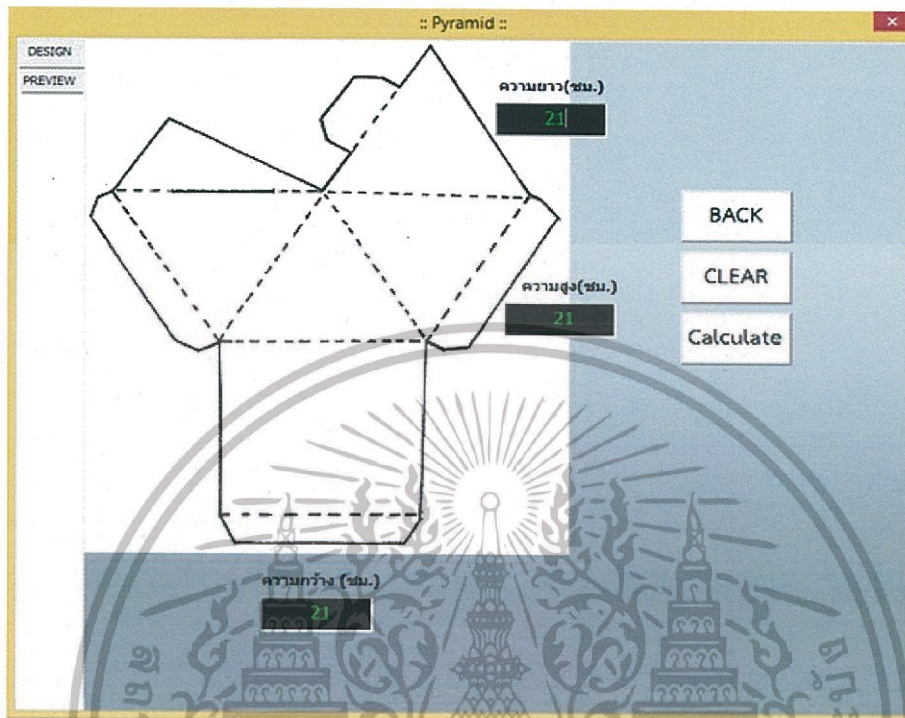 :: Pyramid ::
DESIGN
PREVIEW
ความยาว(ซม.)
21
BACK
CLEAR
ความสูง(ซม.)
21
Calculate
ความกว้าง (ซม.)
21